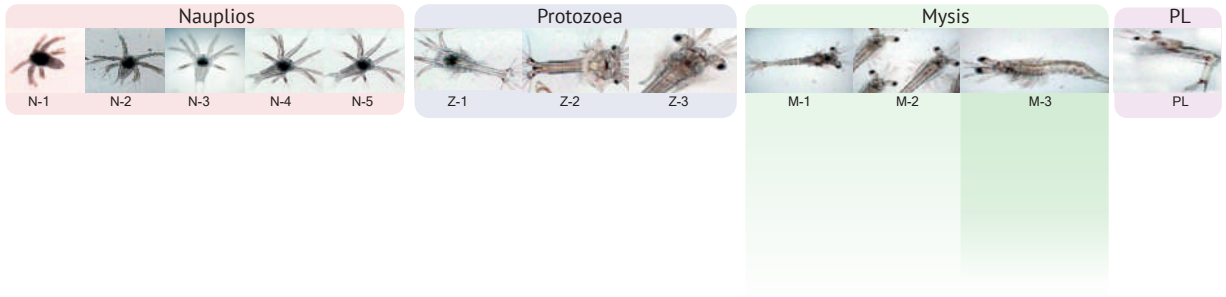 Nauplios Protozoea Mysis PL
N-1 N-2 N-3 N-4 N-5 Z-1 Z-2 Z-3 M-1 M-2 M-3 PL